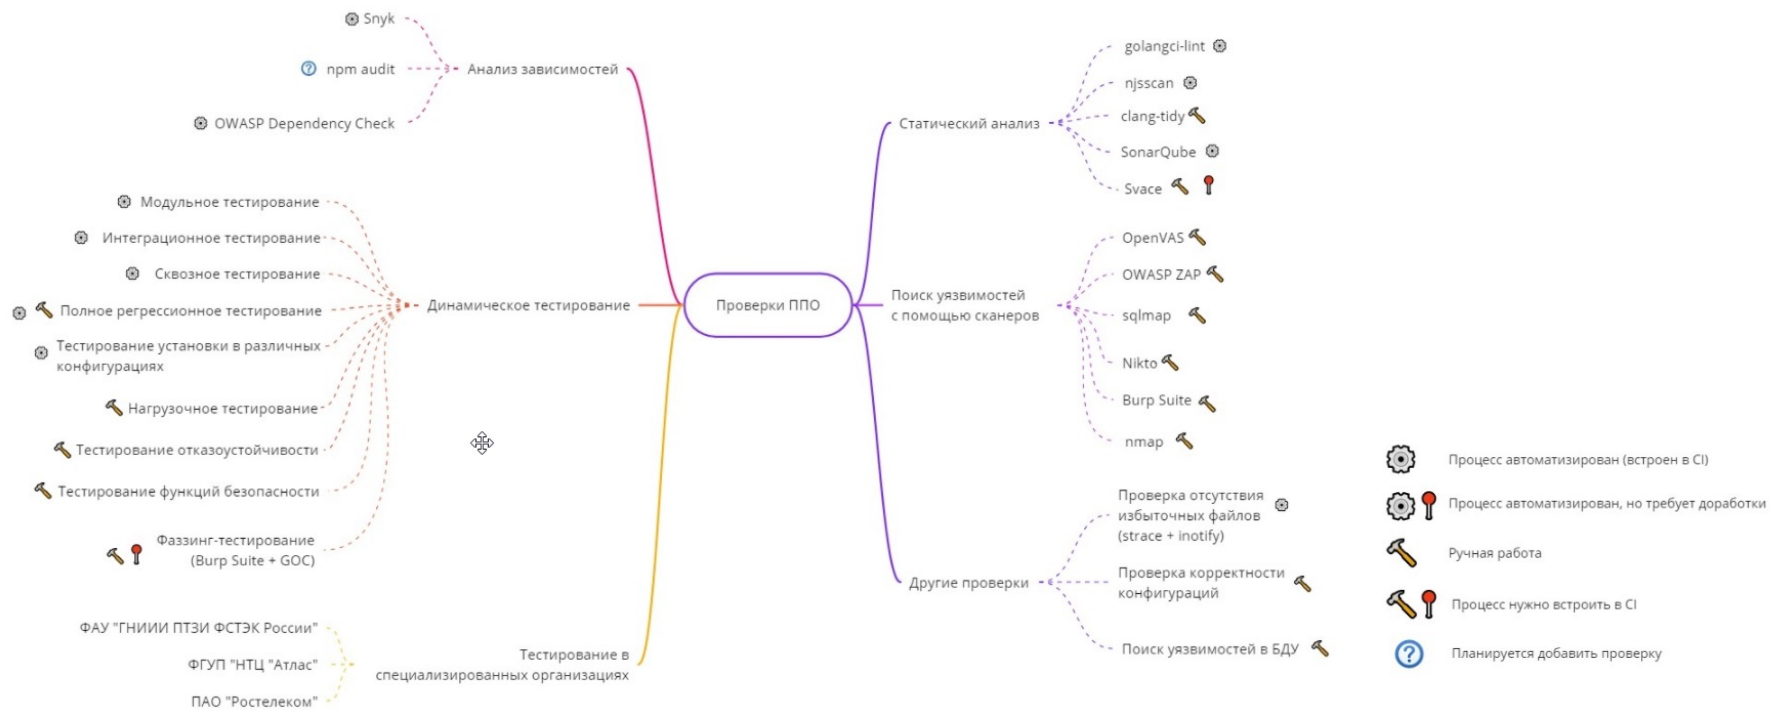 Snyk
npm audit
OWASP Dependency Check
Анализ зависимостей
Модульное тестирование
Интеграционное тестирование
Сквозное тестирование
Полное регрессионное тестирование
Тестирование установки в различных
конфигурациях
Нагрузочное тестирование
Тестирование отказоустойчивости
Тестирование функций безопасности
Фаззинг-тестирование
(Burp Suite + GOC)
Динамическое тестирование
ФАУ "ГНИИИ ПТЗИ ФСТЭК России"
ФГУП "НТЦ "Атлас"
ПАО "Ростелеком"
Тестирование в
специализированных организациях
Проверки ППО
Статический анализ
golangci-lint
njsscan
clang-tidy
SonarQube
Svace
Поиск уязвимостей
с помощью сканеров
OpenVAS
OWASP ZAP
sqlmap
Nikto
Burp Suite
nmap
Другие проверки
Проверка отсутствия
избыточных файлов
(strace + inotify)
Проверка корректности
конфигураций
Поиск уязвимостей в БДУ
Процесс автоматизирован (встроен в CI)
Процесс автоматизирован, но требует доработки
Ручная работа
Процесс нужно встроить в CI
? Планируется добавить проверку